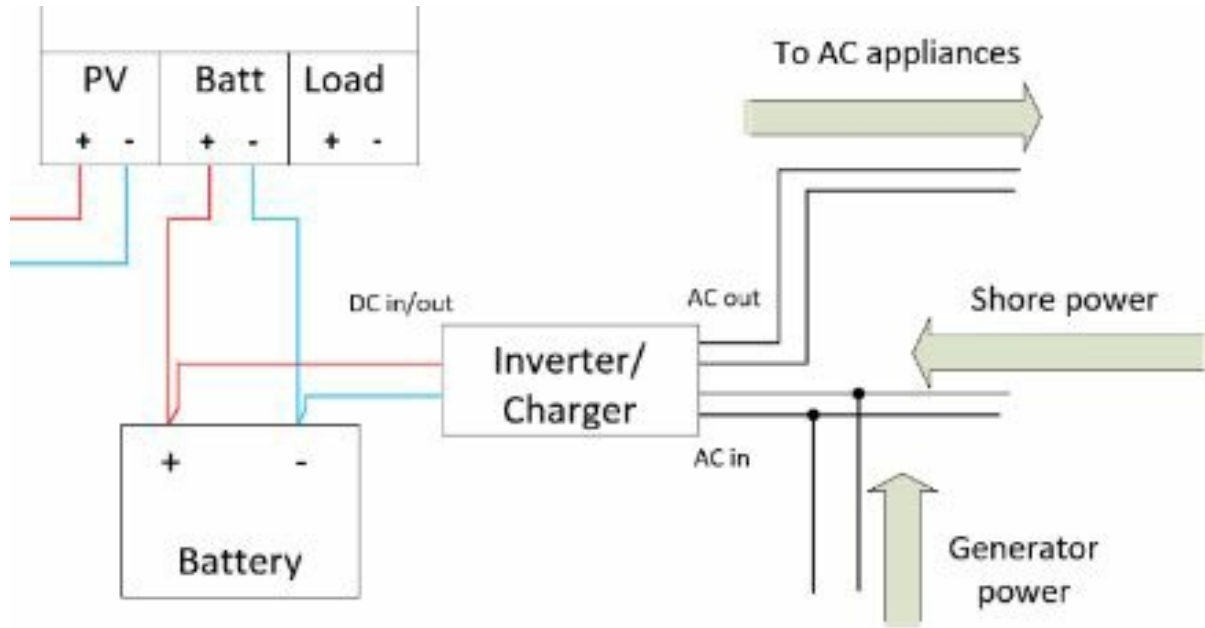 PV Batt Load
+ - + - + -
To AC appliances
DC in/out
AC out
Shore power
Inverter/
Charger
AC in
+ -
Battery
Generator
power